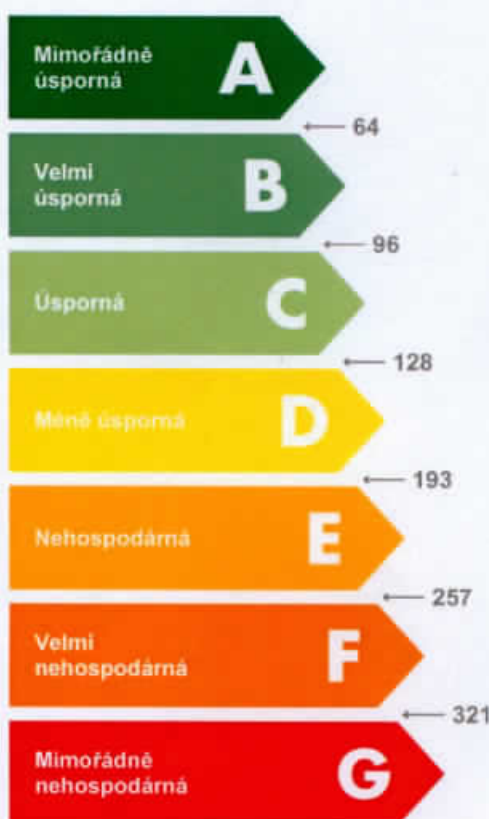 Mimořádně
úsporná
A
64
Velmi
úsporná
B
96
Úsporná
C
128
Méně úsporná
D
193
Nehospodárná
E
257
Velmi
nehospodárná
F
321
Mimořádně
nehospodárná
G